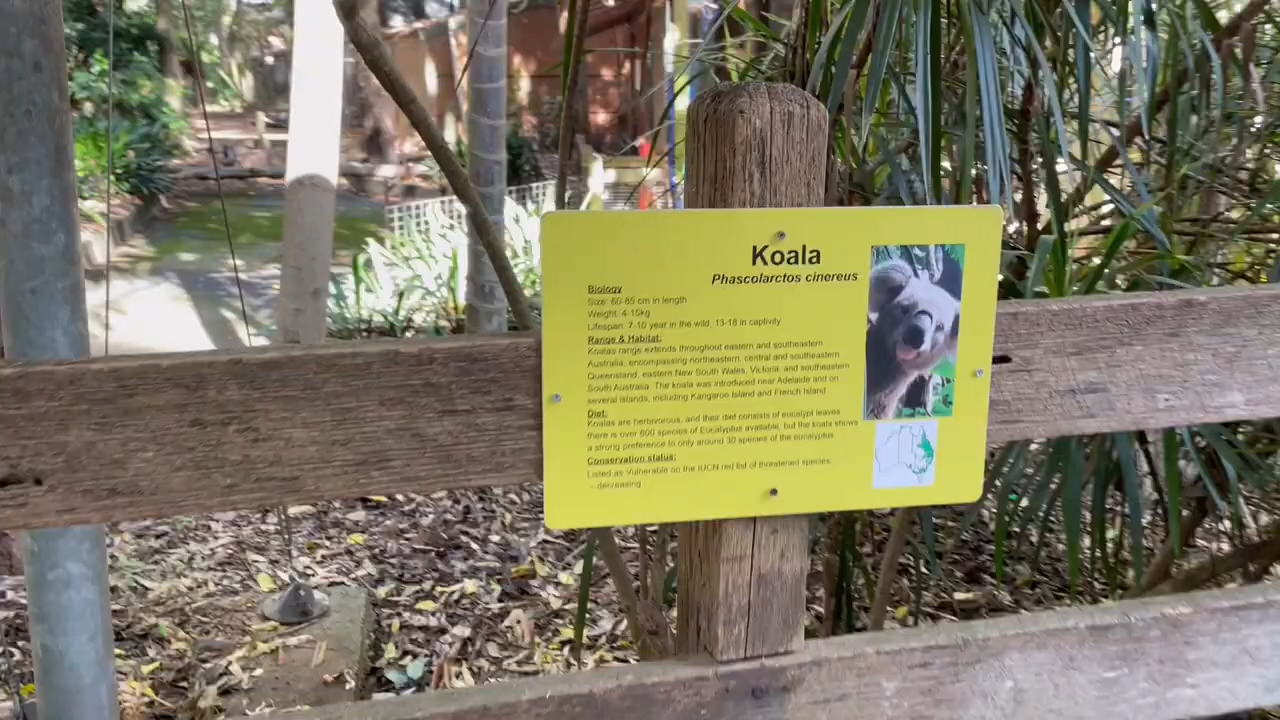 Koala
Phascolarctos cinereus
Biology
Size: 60-85 cm in length
Weight: 4-15kg
Lifespan: 7-10 year in the wild, 13-18 in captivity
Range & Habitat:
Koalas range extends throughout eastern and southeastern
Australia, encompassing northeastern, central and southeastern
Queensland, eastern New South Wales, Victoria, and southeastern
South Australia. The koala was introduced near Adelaide and on
several islands, including Kangaroo Island and French Island
Diet:
Koalas are herbivorous, and their diet consists of eucalypt leaves
there is over 600 species of Eucalyptus available, but the koala shows
a strong preference to only around 30 species of the eucalyptus
Conservation status:
Listed as Vulnerable on the IUCN red list of threatened species.
– decreasing